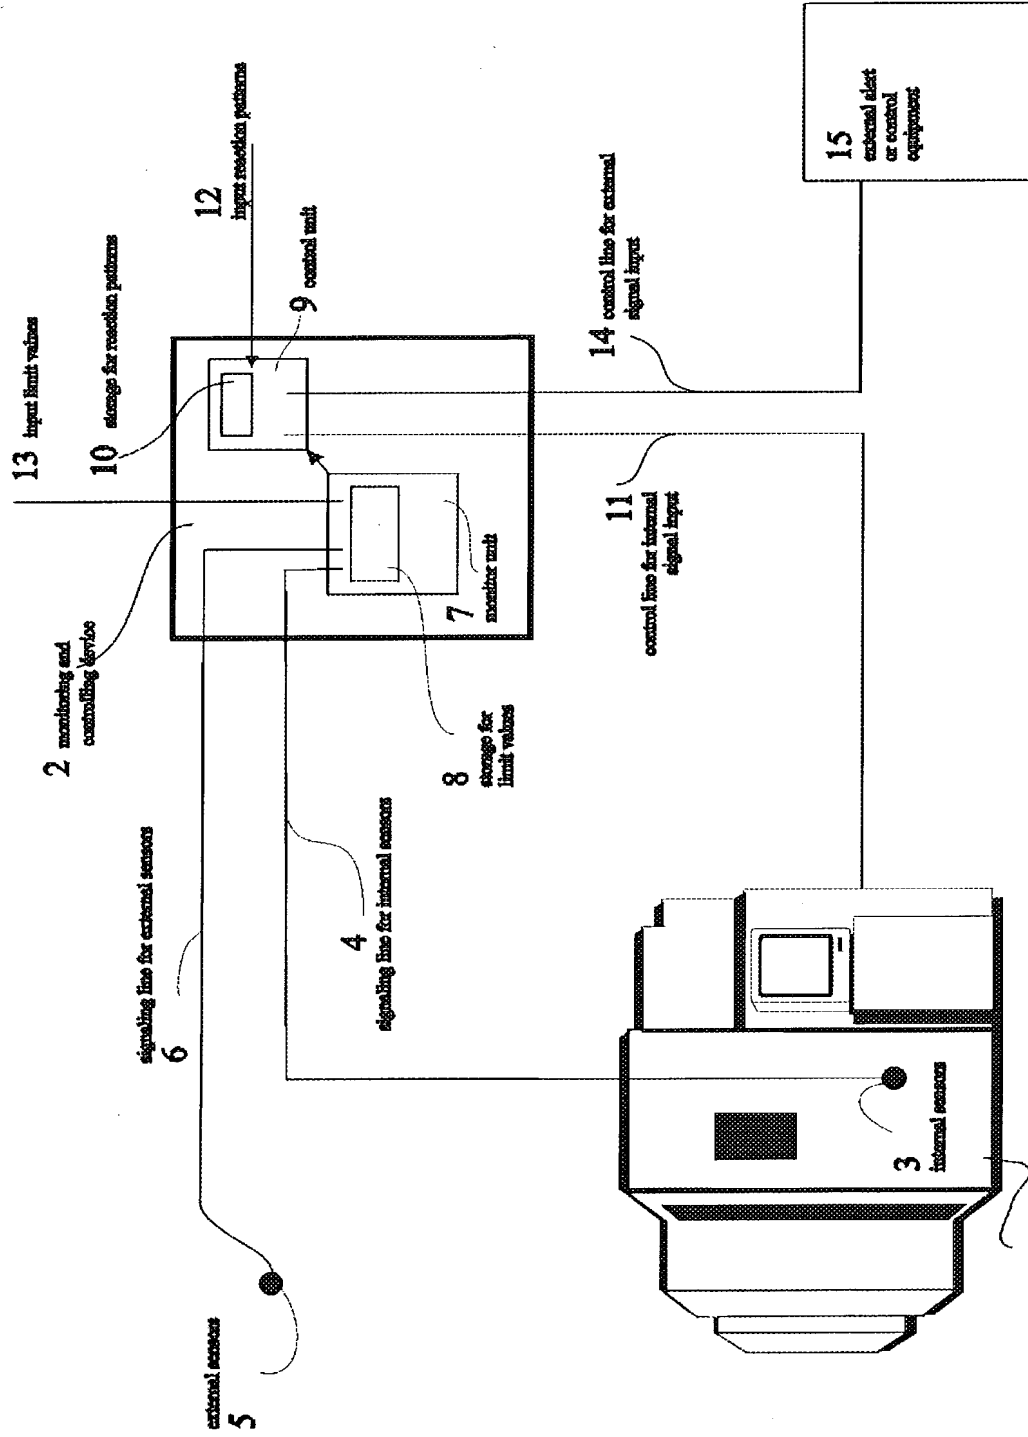 13 input limit values
2 monitoring and
controlling device
10 storage for reaction patterns
signaling line for external sensors
6
external sensors
5
12
input reaction patterns
9 control unit
4
signaling line for internal sensors
7
monitor unit
8
storage for
limit values
14 control line for external
signal input
11
control line for internal
signal input
15
external alert
or control
equipment
3
internal sensors